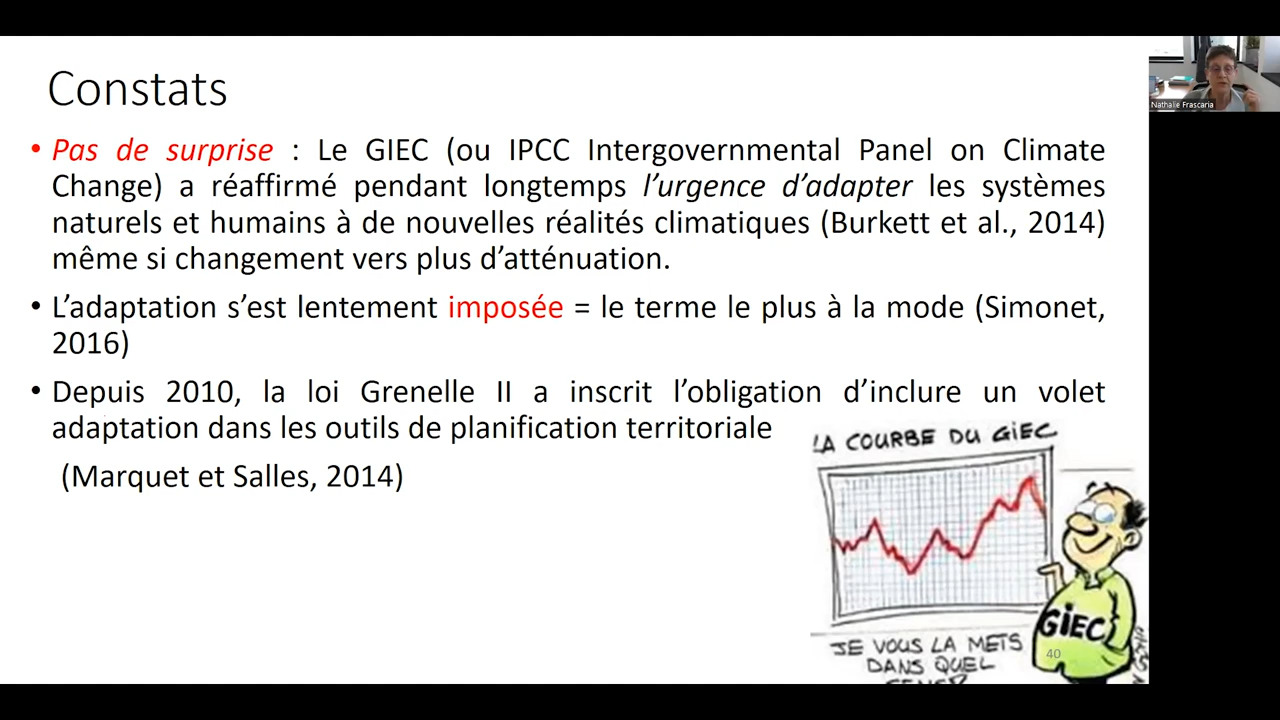 Constats
Nathalie Frascaria
• Pas de surprise : Le GIEC (ou IPCC Intergovernmental Panel on Climate
Change) a réaffirmé pendant longtemps l’urgence d’adapter les systèmes
naturels et humains à de nouvelles réalités climatiques (Burkett et al., 2014)
même si changement vers plus d’atténuation.
• L’adaptation s’est lentement imposée = le terme le plus à la mode (Simonet,
2016)
• Depuis 2010, la loi Grenelle II a inscrit l’obligation d’inclure un volet
adaptation dans les outils de planification territoriale
(Marquet et Salles, 2014)
LA COURBE DU GIEC
GIEC
JE VOUS LA METS
DANS QUEL
40